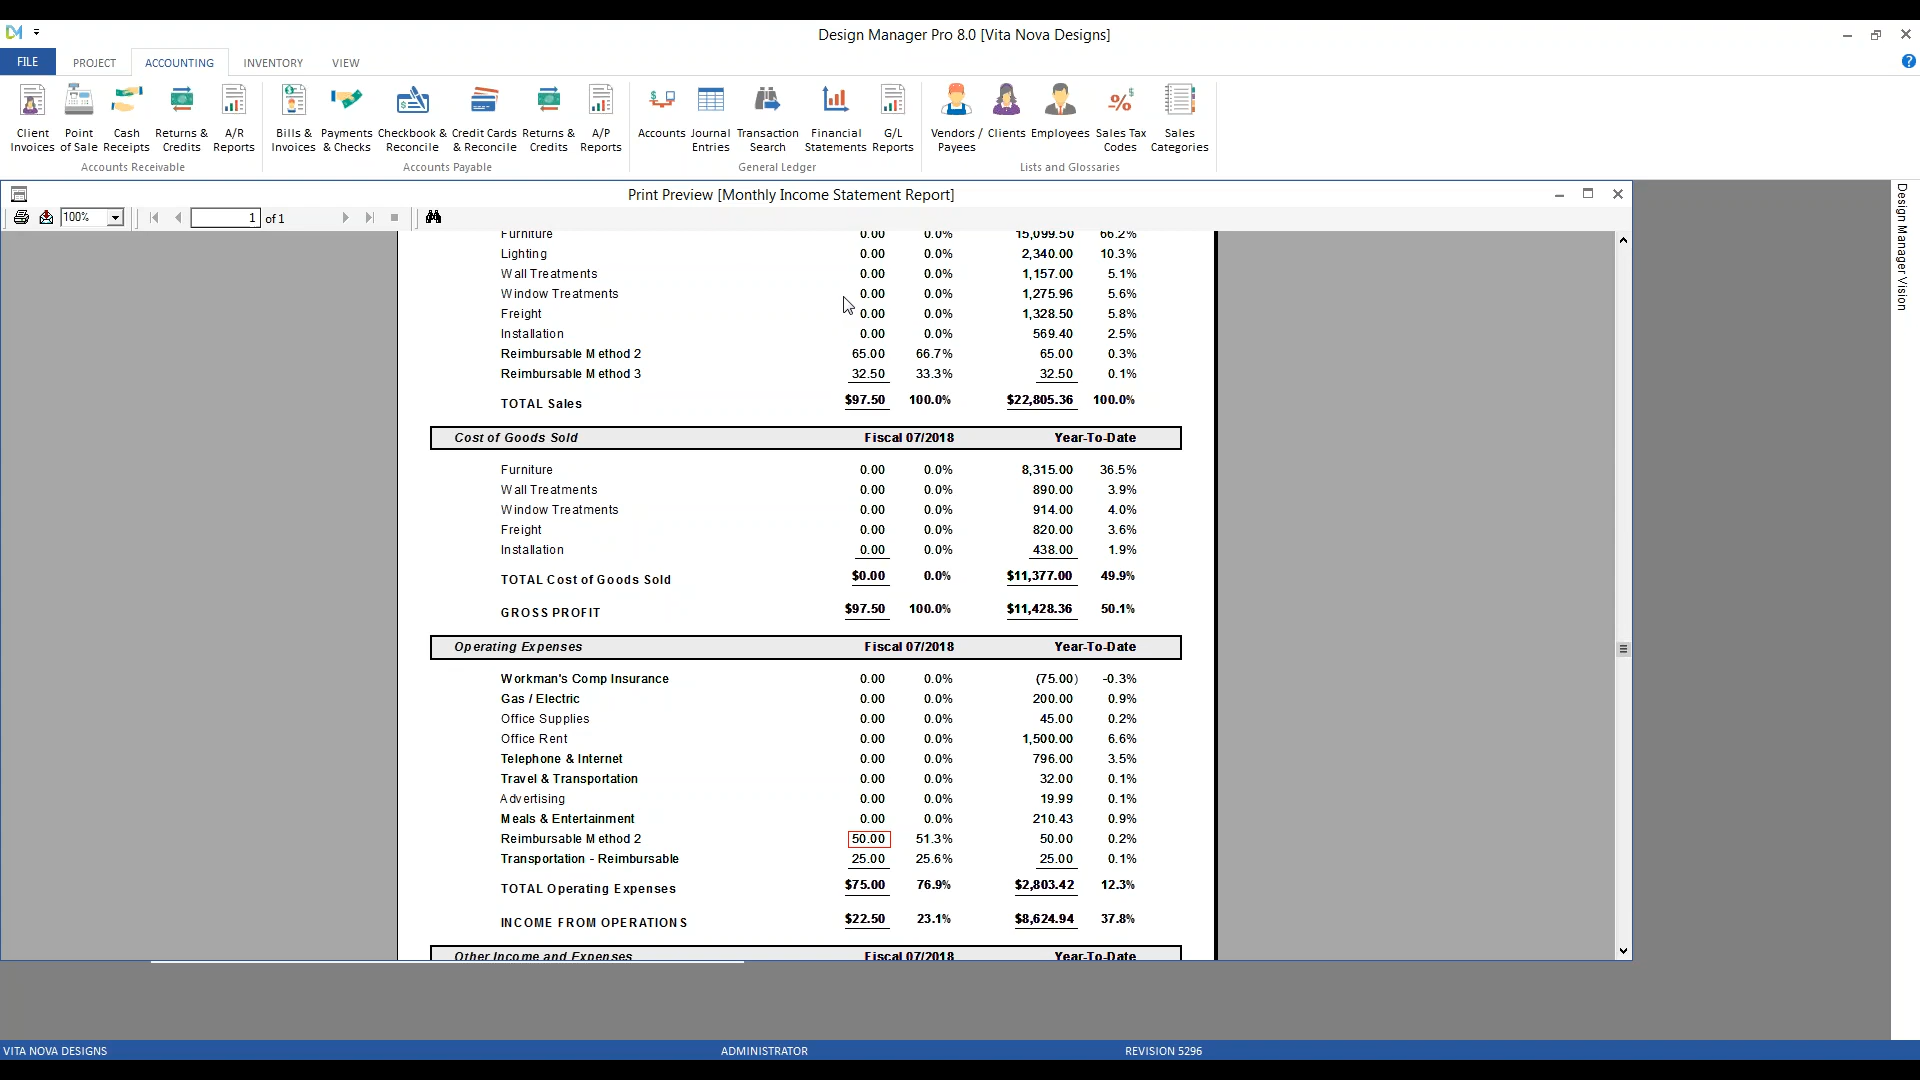 Design Manager Pro 8.0 [Vita Nova Designs]
FILE PROJECT ACCOUNTING INVENTORY VIEW
Client Invoices Point of Sale Cash Receipts Returns & Credits A/R Reports Bills & Invoices Payments & Checks Checkbook & Reconcile Credit Cards & Reconcile Returns & Credits A/P Reports Accounts Journal Entries Transaction Search Financial Statements G/L Reports Vendors / Payees Clients Employees Sales Tax Codes Sales Categories
Accounts Receivable Accounts Payable General Ledger Lists and Glossaries
Print Preview [Monthly Income Statement Report]
100% 1 of 1
Design Manager Vision
Furniture 0.00 0.0% 15,099.50 66.2%
Lighting 0.00 0.0% 2,340.00 10.3%
Wall Treatments 0.00 0.0% 1,157.00 5.1%
Window Treatments 0.00 0.0% 1,275.96 5.6%
Freight 0.00 0.0% 1,328.50 5.8%
Installation 0.00 0.0% 569.40 2.5%
Reimbursable Method 2 65.00 66.7% 65.00 0.3%
Reimbursable Method 3 32.50 33.3% 32.50 0.1%
TOTAL Sales $97.50 100.0% $22,805.36 100.0%
Cost of Goods Sold Fiscal 07/2018 Year-To-Date
Furniture 0.00 0.0% 8,315.00 36.5%
Wall Treatments 0.00 0.0% 890.00 3.9%
Window Treatments 0.00 0.0% 914.00 4.0%
Freight 0.00 0.0% 820.00 3.6%
Installation 0.00 0.0% 438.00 1.9%
TOTAL Cost of Goods Sold $0.00 0.0% $11,377.00 49.9%
GROSS PROFIT $97.50 100.0% $11,428.36 50.1%
Operating Expenses Fiscal 07/2018 Year-To-Date
Workman's Comp Insurance 0.00 0.0% (75.00) -0.3%
Gas / Electric 0.00 0.0% 200.00 0.9%
Office Supplies 0.00 0.0% 45.00 0.2%
Office Rent 0.00 0.0% 1,500.00 6.6%
Telephone & Internet 0.00 0.0% 796.00 3.5%
Travel & Transportation 0.00 0.0% 32.00 0.1%
Advertising 0.00 0.0% 19.99 0.1%
Meals & Entertainment 0.00 0.0% 210.43 0.9%
Reimbursable Method 2 50.00 51.3% 50.00 0.2%
Transportation - Reimbursable 25.00 25.6% 25.00 0.1%
TOTAL Operating Expenses $75.00 76.9% $2,803.42 12.3%
INCOME FROM OPERATIONS $22.50 23.1% $8,624.94 37.8%
Other Income and Expenses Fiscal 07/2018 Year-To-Date
VITA NOVA DESIGNS ADMINISTRATOR REVISION 5296